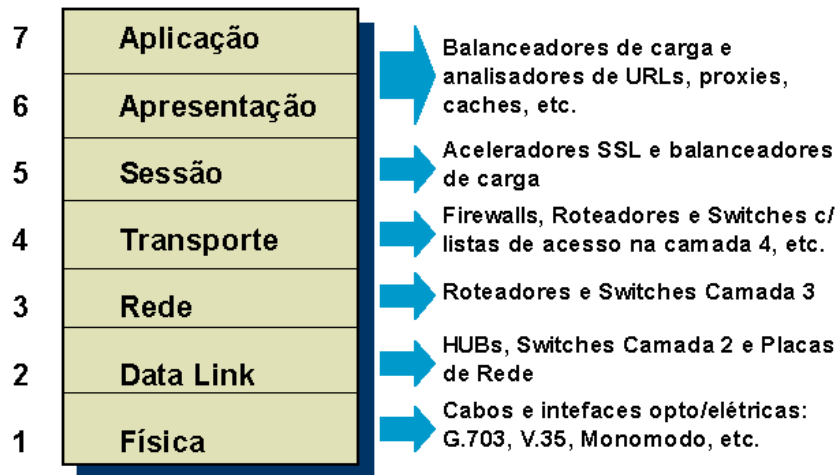 7 Aplicação
Balanceadores de carga e
analisadores de URLs, proxies,
caches, etc.
6 Apresentação
5 Sessão
Aceleradores SSL e balanceadores
de carga
4 Transporte
Firewalls, Roteadores e Switches c/
listas de acesso na camada 4, etc.
3 Rede
Roteadores e Switches Camada 3
2 Data Link
HUBs, Switches Camada 2 e Placas
de Rede
1 Física
Cabos e intefaces opto/elétricas:
G.703, V.35, Monomodo, etc.